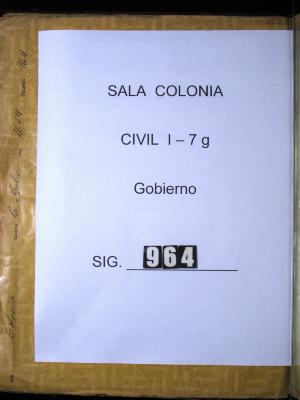 SALA COLONIA
CIVIL I – 7 g
Gobierno
SIG. 964